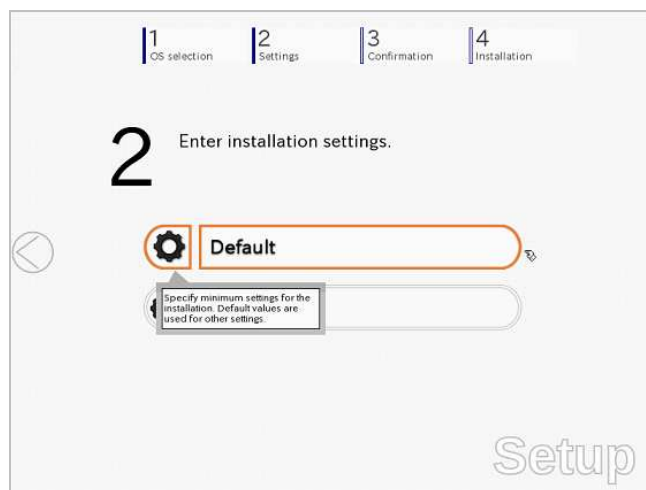 1
OS selection
2
Settings
3
Confirmation
4
Installation
2
Enter installation settings.
Default
Specify minimum settings for the
installation. Default values are
used for other settings.
Setup